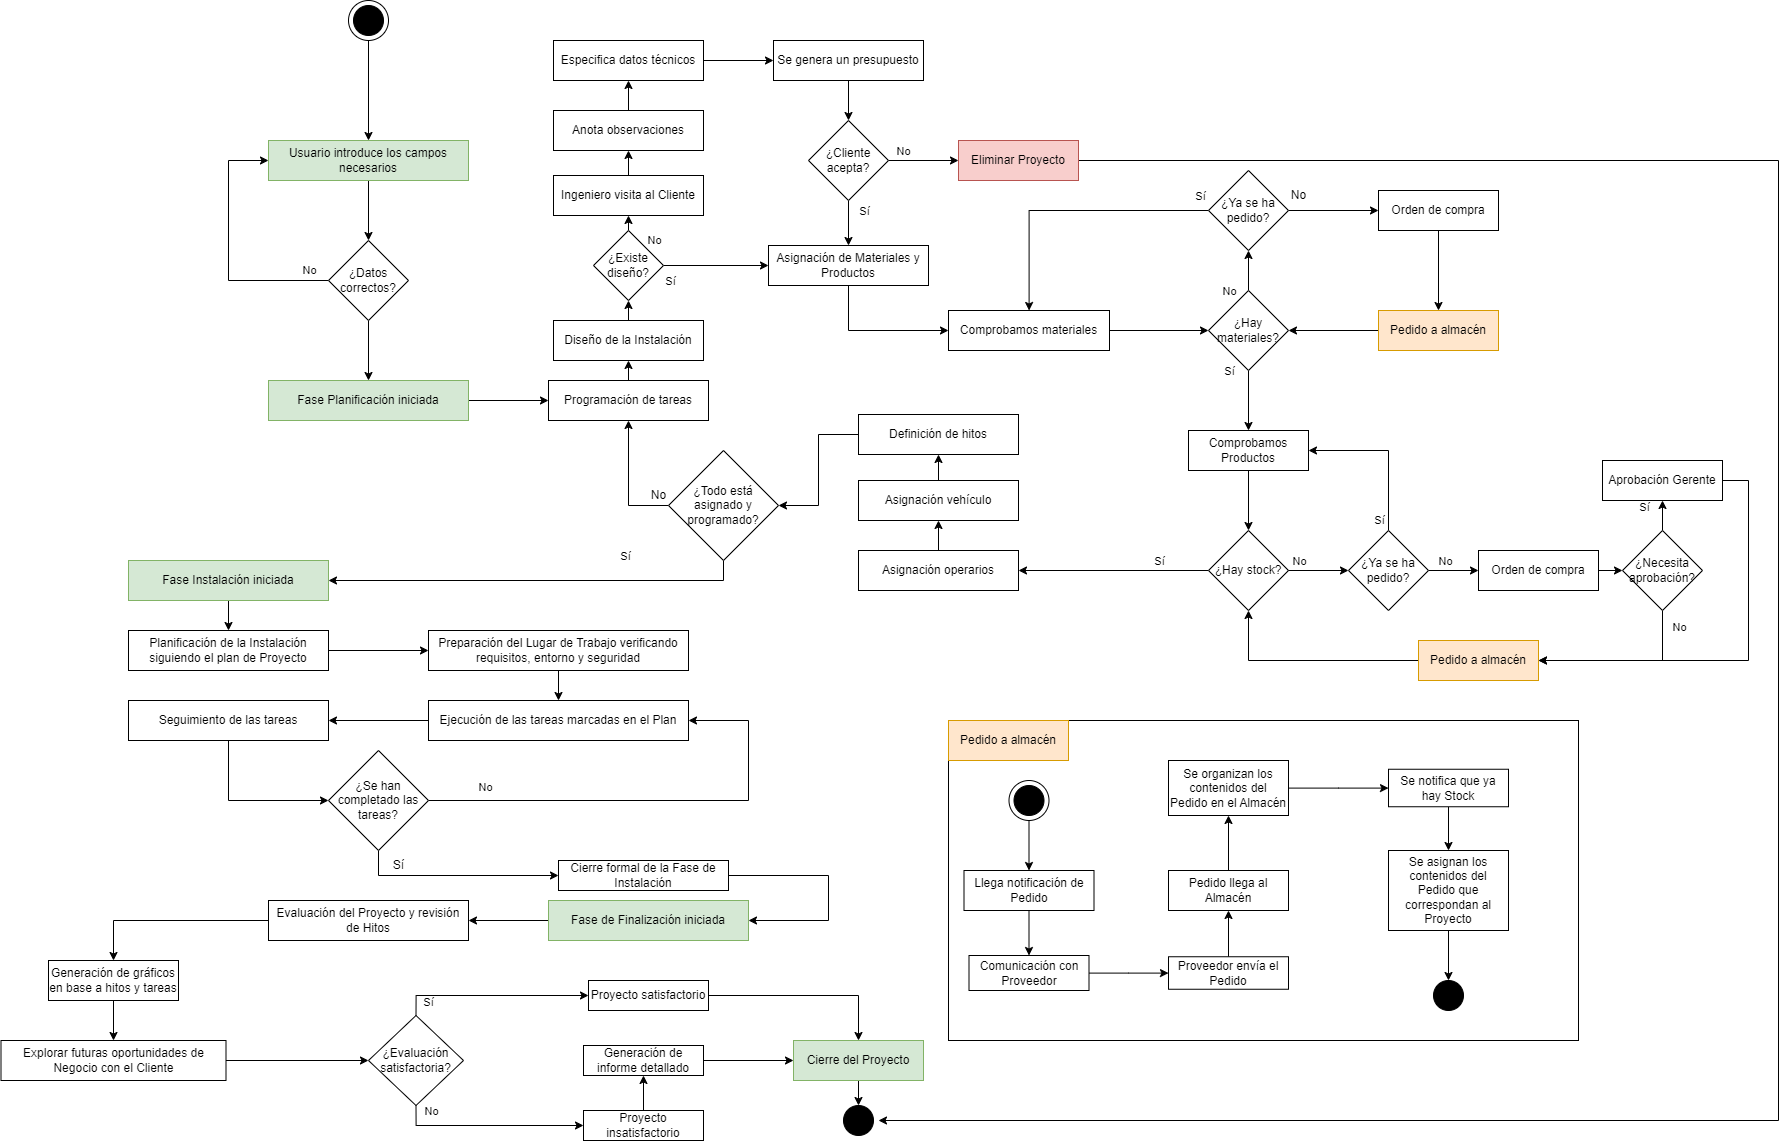 Usuario introduce los campos
necesarios
No
¿Datos
correctos?
Fase Planificación iniciada
Programación de tareas
Diseño de la Instalación
¿Existe
diseño?
No
Sí
Ingeniero visita al Cliente
Anota observaciones
Especifica datos técnicos
Se genera un presupuesto
¿Cliente
acepta?
No
Sí
Eliminar Proyecto
Asignación de Materiales y
Productos
Comprobamos materiales
¿Hay
materiales?
No
Sí
¿Ya se ha
pedido?
Sí
No
Orden de compra
Pedido a almacén
Comprobamos
Productos
¿Hay stock?
Sí
No
¿Ya se ha
pedido?
Sí
No
Orden de compra
¿Necesita
aprobación?
Sí
No
Aprobación Gerente
Pedido a almacén
Asignación operarios
Asignación vehículo
Definición de hitos
¿Todo está
asignado y
programado?
No
Sí
Fase Instalación iniciada
Planificación de la Instalación
siguiendo el plan de Proyecto
Preparación del Lugar de Trabajo verificando
requisitos, entorno y seguridad
Ejecución de las tareas marcadas en el Plan
Seguimiento de las tareas
¿Se han
completado las
tareas?
No
Sí
Cierre formal de la Fase de
Instalación
Fase de Finalización iniciada
Evaluación del Proyecto y revisión
de Hitos
Generación de gráficos
en base a hitos y tareas
Explorar futuras oportunidades de
Negocio con el Cliente
¿Evaluación
satisfactoria?
Sí
No
Proyecto satisfactorio
Proyecto
insatisfactorio
Generación de
informe detallado
Cierre del Proyecto
Pedido a almacén
Llega notificación de
Pedido
Comunicación con
Proveedor
Proveedor envía el
Pedido
Pedido llega al
Almacén
Se organizan los
contenidos del
Pedido en el Almacén
Se notifica que ya
hay Stock
Se asignan los
contenidos del
Pedido que
correspondan al
Proyecto